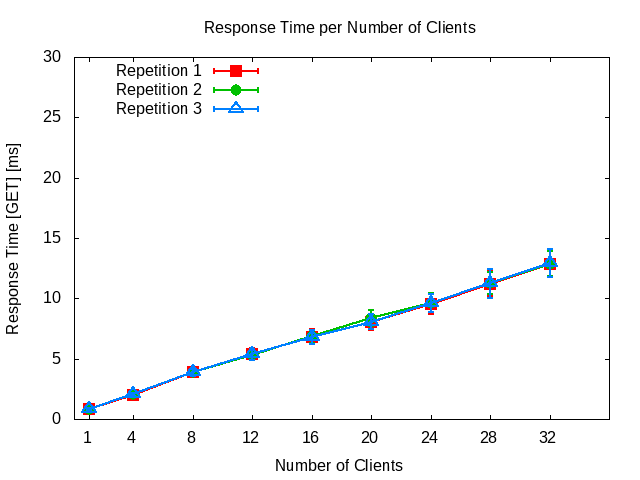 Response Time per Number of Clients
Repetition 1
Repetition 2
Repetition 3
30
25
20
15
10
5
0
Response Time [GET] [ms]
1 4 8 12 16 20 24 28 32
Number of Clients